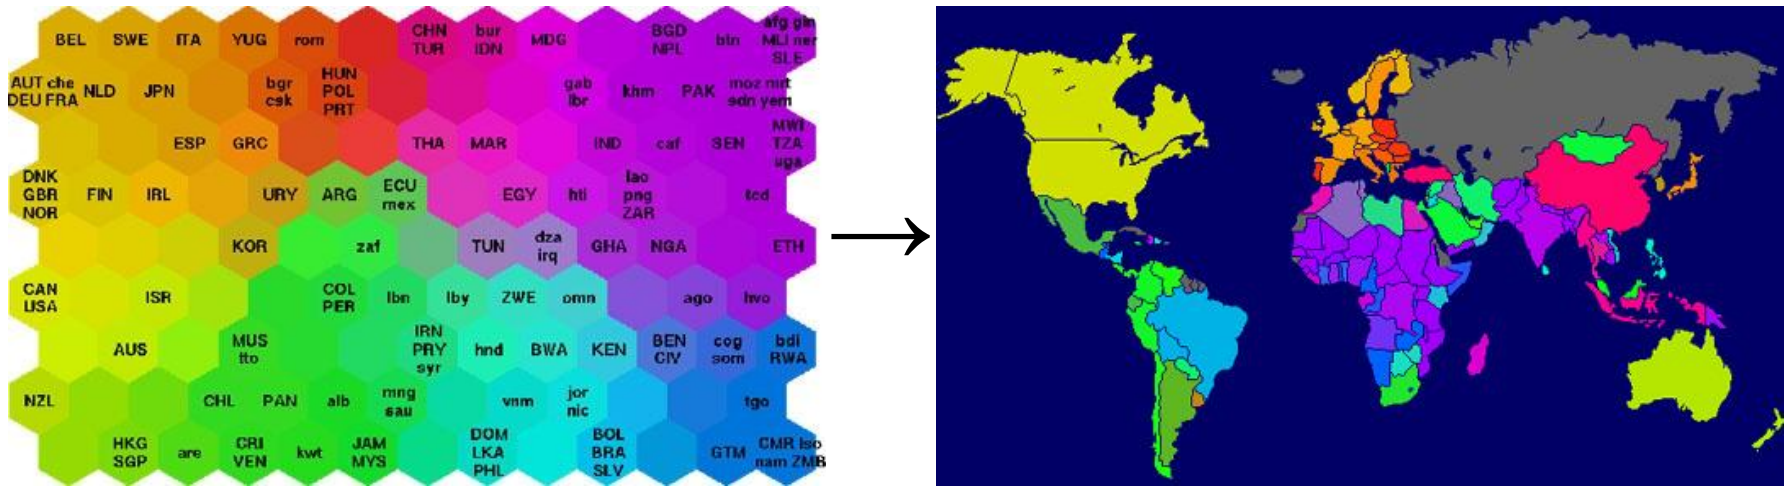 BEL SWE ITA YUG rom CHN TUR bur IDN MDG BGD NPL btn afg gin MLI ner SLE
AUT che DEU FRA NLD JPN bgr csk HUN POL PRT gab lbr khm PAK moz mrt sdn yem
ESP GRC THA MAR IND caf SEN MWI TZA uga
DNK GBR NOR FIN IRL URY ARG ECU mex EGY hti lao png ZAR tcd
KOR zaf TUN dza irq GHA NGA ETH
CAN USA ISR COL PER lbn lby ZWE omn ago hvo
AUS MUS tto IRN PRY syr hnd BWA KEN BEN CIV cog som bdi RWA
NZL CHL PAN alb mng sau vnm jor nic tgo
HKG SGP are CRI VEN kwt JAM MYS DOM LKA PHL BOL BRA SLV GTM CMR lso nam ZMB